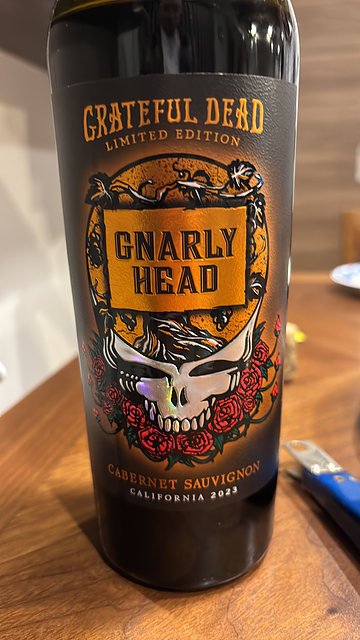 GRATEFUL DEAD
LIMITED EDITION
GNARLY
HEAD
CABERNET SAUVIGNON
CALIFORNIA 2023